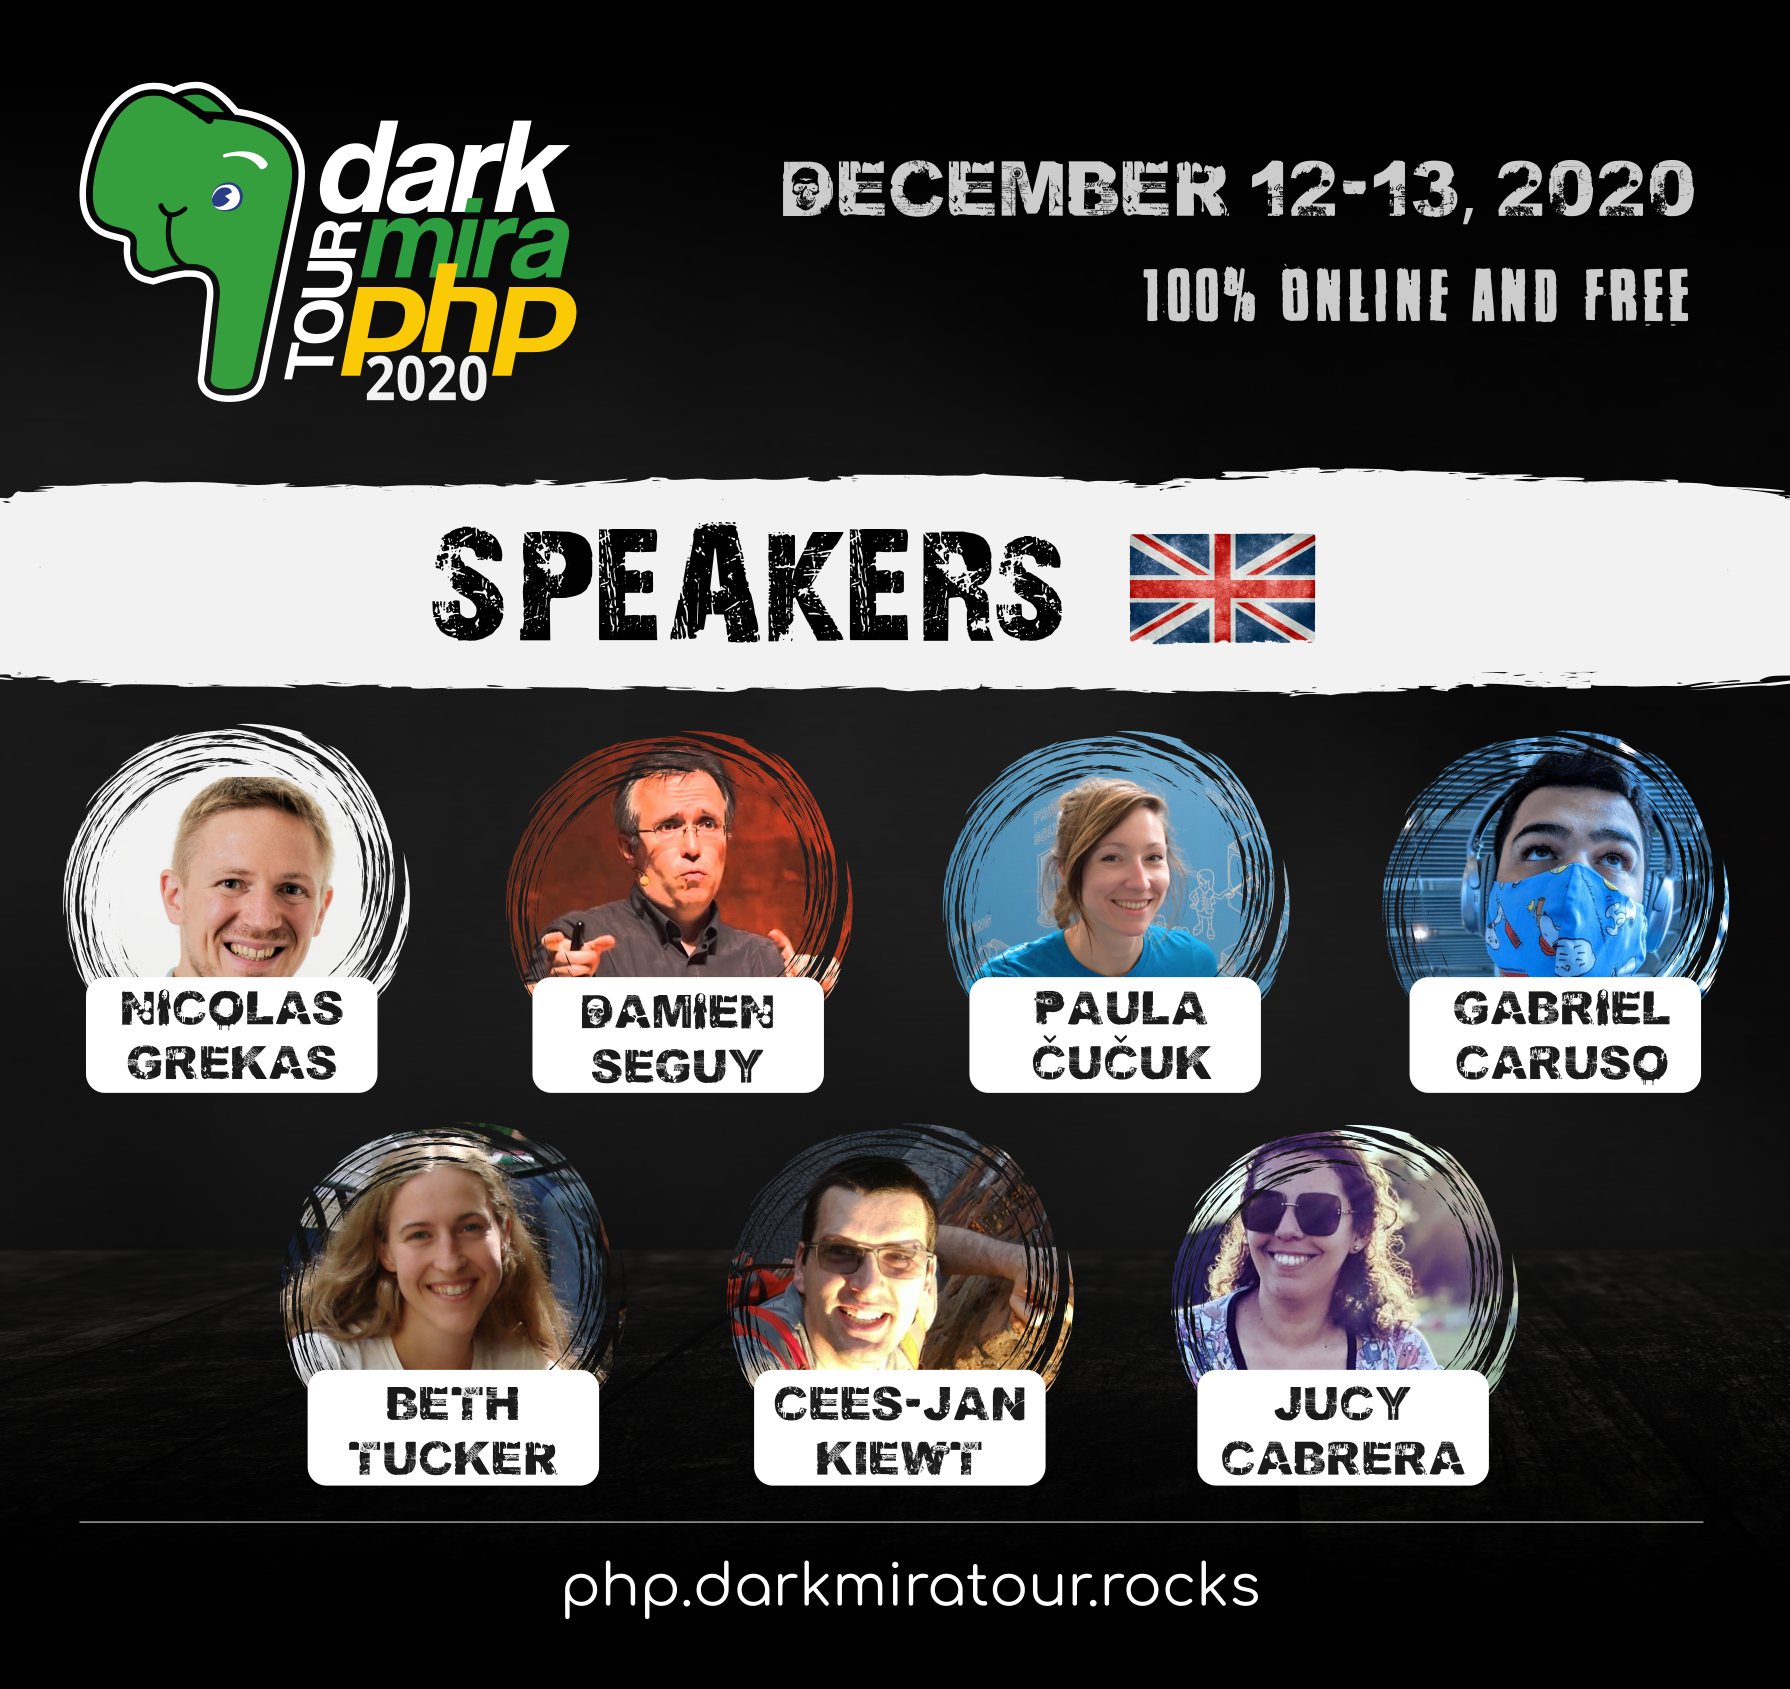 dark
mira
TOUR
php
2020
DECEMBER 12-13, 2020
100% ONLINE AND FREE
SPEAKERS
NICOLAS
GREKAS
DAMIEN
SEGUY
PAULA
ČUČUK
GABRIEL
CARUSO
BETH
TUCKER
CEES-JAN
KIEWT
JUCY
CABRERA
php.darkmiratour.rocks